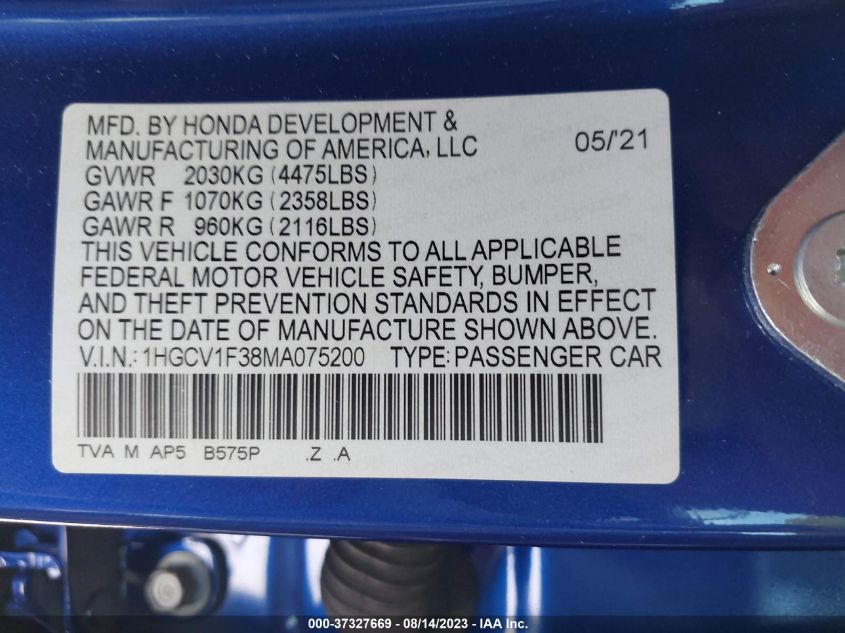 MFD. BY HONDA DEVELOPMENT &
MANUFACTURING OF AMERICA, LLC 05/'21
GVWR 2030KG (4475LBS)
GAWR F 1070KG (2358LBS)
GAWR R 960KG (2116LBS)
THIS VEHICLE CONFORMS TO ALL APPLICABLE
FEDERAL MOTOR VEHICLE SAFETY, BUMPER,
AND THEFT PREVENTION STANDARDS IN EFFECT
ON THE DATE OF MANUFACTURE SHOWN ABOVE.
V.I.N.: 1HGCV1F38MA075200 TYPE: PASSENGER CAR
TVA M AP5 B575P .Z .A
000-37327669 — 08/14/2023 — IAA Inc.